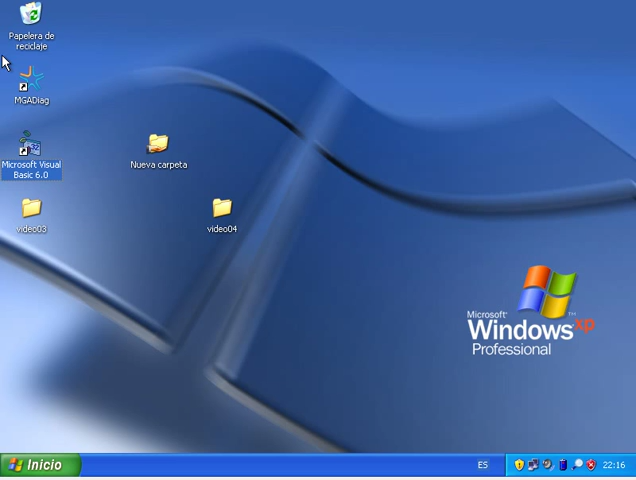 Papelera de
reciclaje
MGADiag
Microsoft Visual
Basic 6.0
Nueva carpeta
video03
video04
Microsoft
Windows xp
Professional
Inicio
ES
22:16